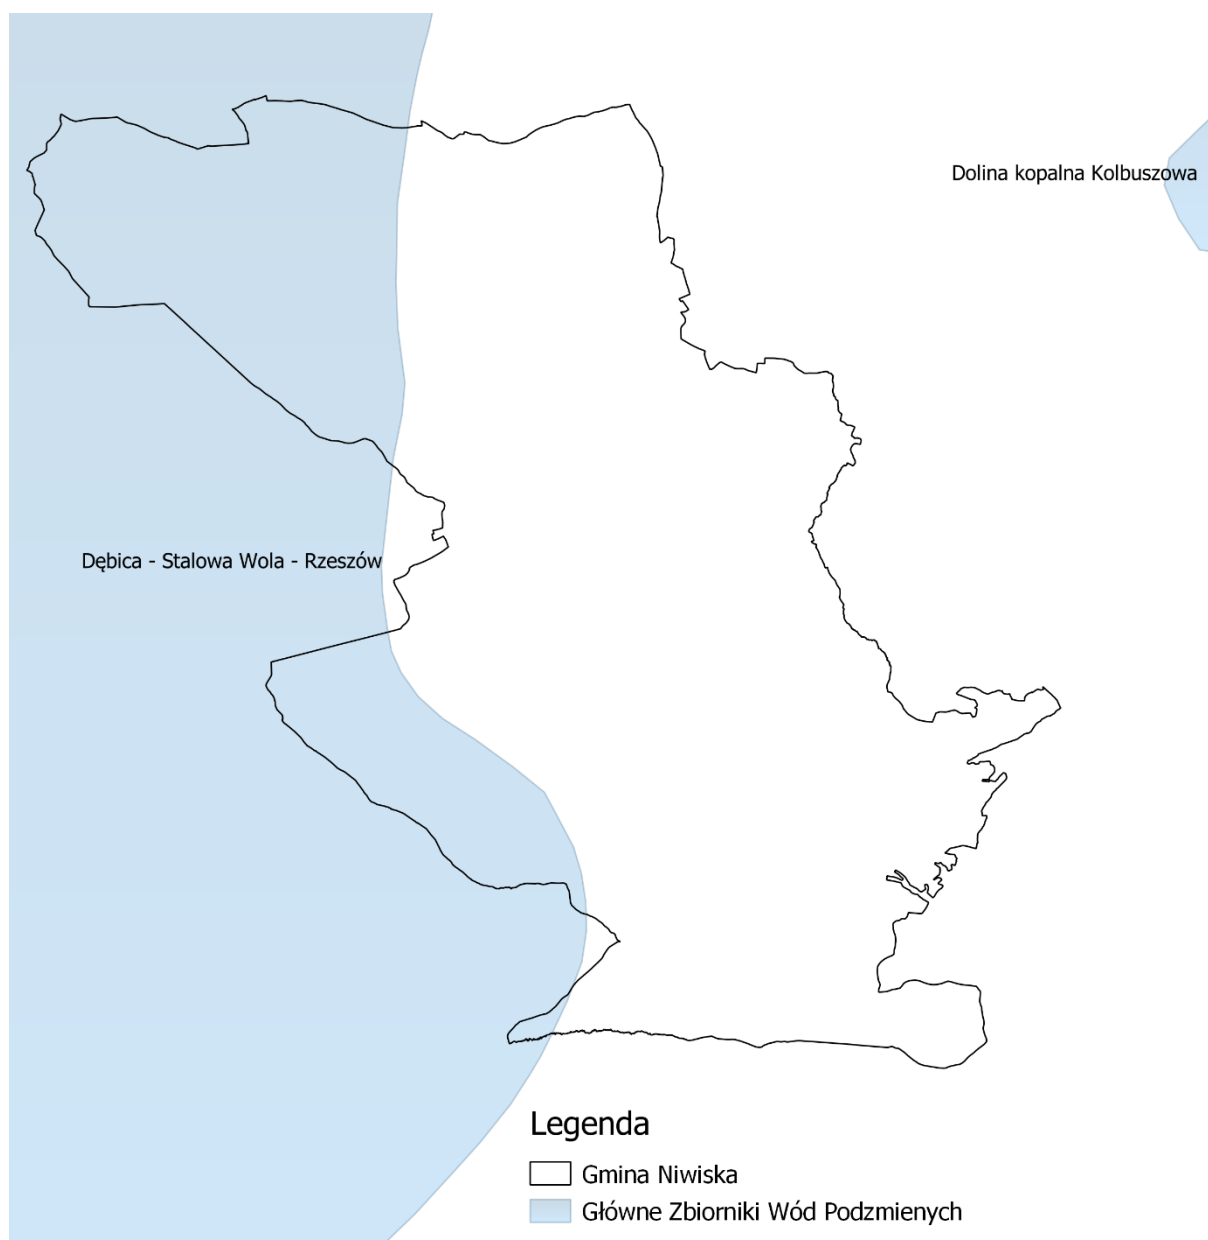 Dolina kopalna Kolbuszowa
Dębica - Stalowa Wola - Rzeszów
Legenda
Gmina Niwiska
Główne Zbiorniki Wód Podzmienych